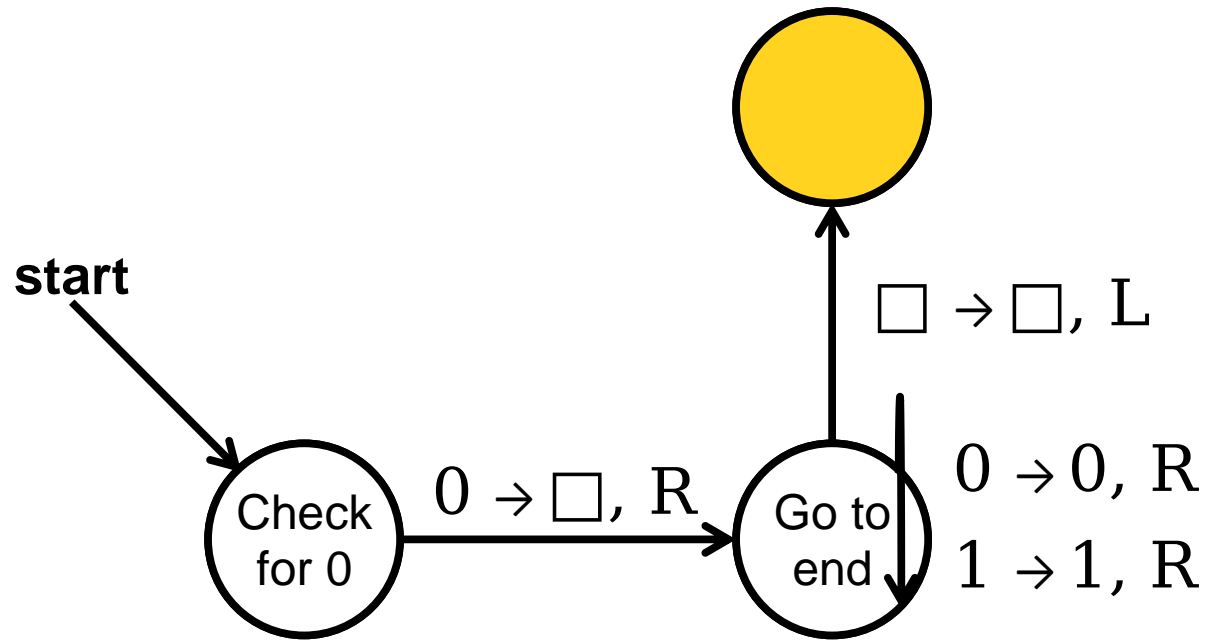 start
□ → □, L
Check
for 0
0 → □, R
Go to
end
0 → 0, R
1 → 1, R